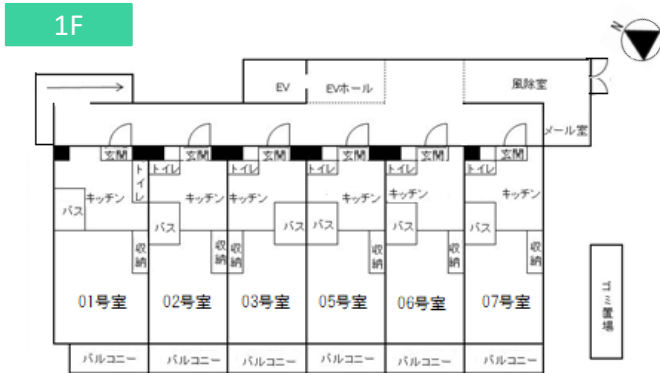 1F
N
EV
EVホール
風除室
メール室
玄関
玄関
玄関
玄関
玄関
玄関
トイレ
トイレ
トイレ
トイレ
トイレ
トイレ
キッチン
キッチン
キッチン
キッチン
キッチン
キッチン
バス
バス
バス
バス
バス
バス
収納
収納
収納
収納
収納
収納
01号室
02号室
03号室
05号室
06号室
07号室
ゴミ置場
バルコニー
バルコニー
バルコニー
バルコニー
バルコニー
バルコニー